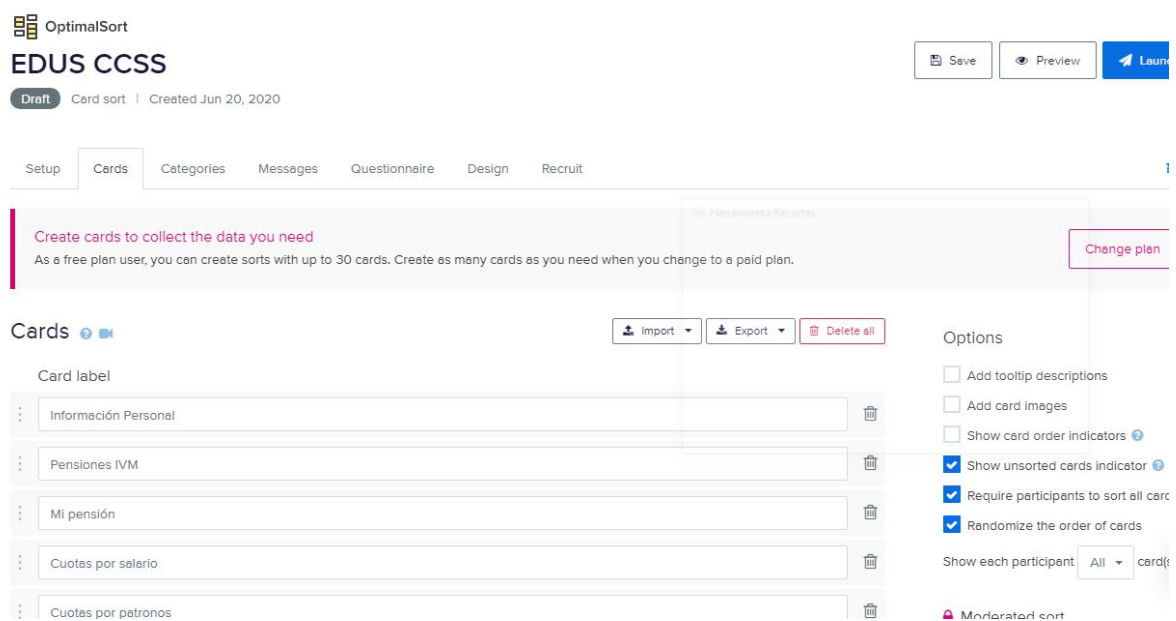 OptimalSort
EDUS CCSS
Save
Preview
Draft Card sort | Created Jun 20, 2020
Setup Cards Categories Messages Questionnaire Design Recruit
Herramienta Recortes
Create cards to collect the data you need
As a free plan user, you can create sorts with up to 30 cards. Create as many cards as you need when you change to a paid plan.
Change plan
Cards
Import
Export
Delete all
Card label
Información Personal
Pensiones IVM
Mi pensión
Cuotas por salario
Cuotas por patronos
Options
Add tooltip descriptions
Add card images
Show card order indicators
Show unsorted cards indicator
Require participants to sort all card
Randomize the order of cards
Show each participant All card(s
Moderated sort